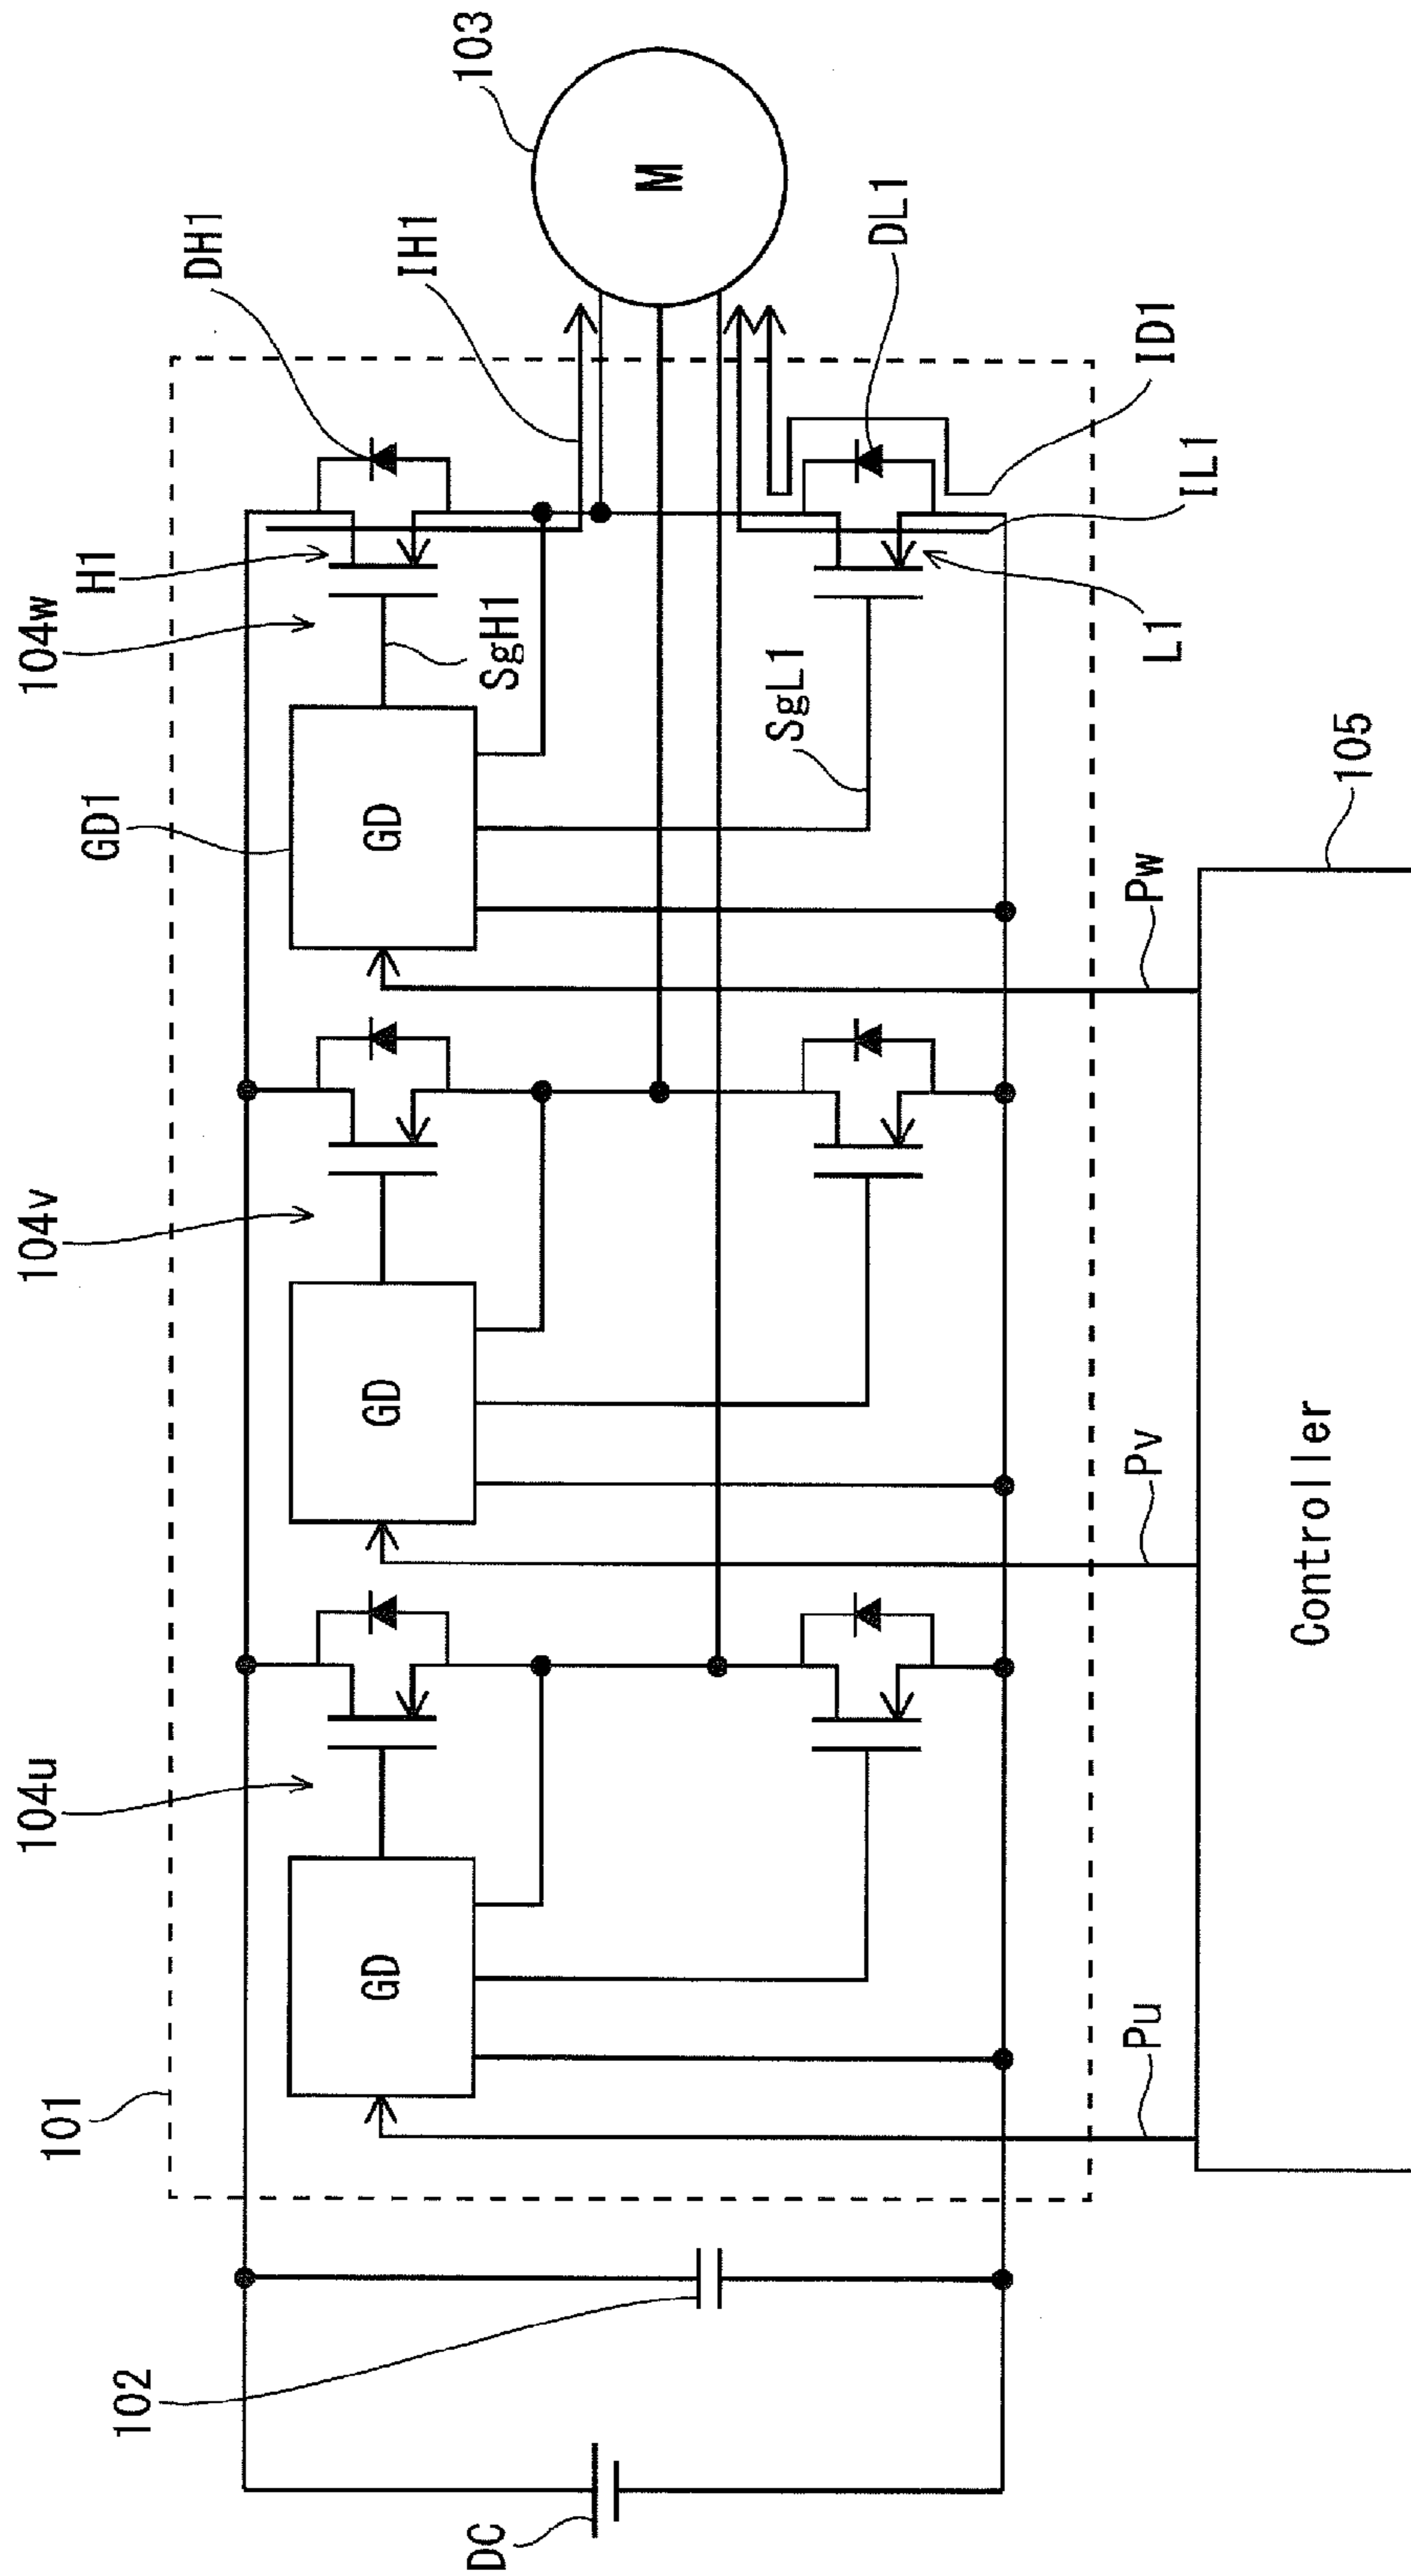 101
104u
104v
104w
H1
DH1
IH1
103
GD1
GD
GD
GD
SgH1
M
SgL1
DL1
ID1
IL1
L1
102
DC
Pu
Pv
Pw
105
Controller